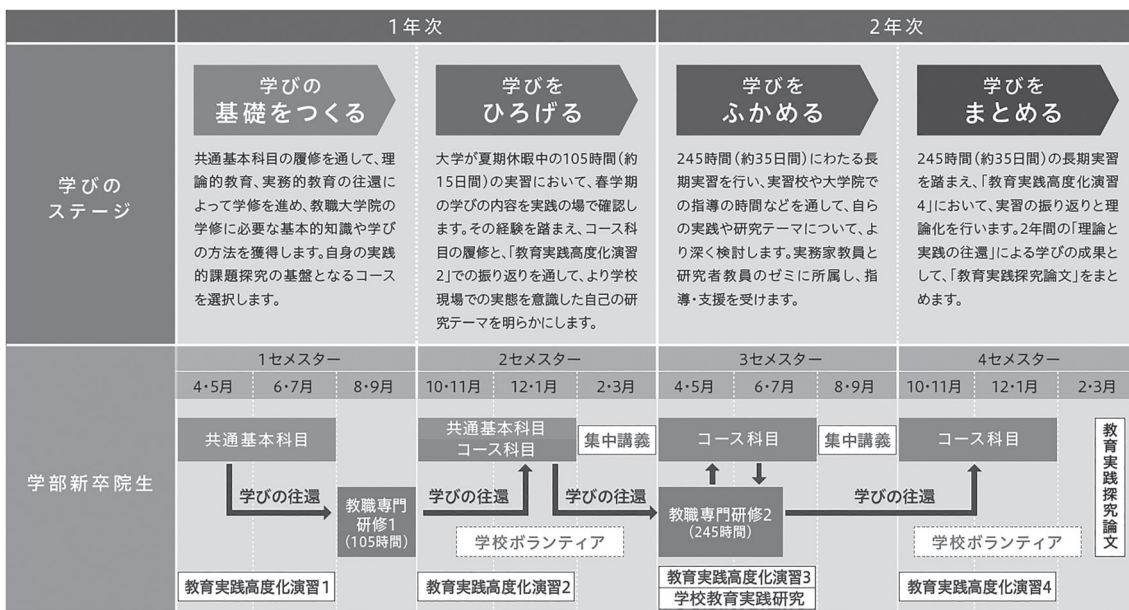 1年次
2年次
学びの
ステージ
学びの
基礎をつくる
共通基本科目の履修を通して、理
論的教育、実務的教育の往還に
よって学修を進め、教職大学院の
学修に必要な基本的知識や学び
の方法を獲得します。自身の実践
的課題探究の基盤となるコース
を選択します。
学びを
ひろげる
大学が夏期休暇中の105時間(約
15日間)の実習において、春学期
の学びの内容を実践の場で確認し
ます。その経験を踏まえ、コース科
目の履修と、「教育実践高度化演習
2」での振り返りを通して、より学校
現場での実態を意識した自己の研
究テーマを明らかにします。
学びを
ふかめる
245時間(約35日間)にわたる長
期実習を行い、実習校や大学院で
の指導の時間などを通して、自ら
の実践や研究テーマについて、よ
り深く検討します。実務家教員と
研究者教員のゼミに所属し、指
導・支援を受けます。
学びを
まとめる
245時間(約35日間)の長期実習
を踏まえ、「教育実践高度化演習
4」において、実習の振り返りと理
論化を行います。2年間の「理論と
実践の往還」による学びの成果と
して、「教育実践探究論文」をまと
めます。
学部新卒院生
1セメスター
2セメスター
3セメスター
4セメスター
4・5月
6・7月
8・9月
10・11月
12・1月
2・3月
4・5月
6・7月
8・9月
10・11月
12・1月
2・3月
共通基本科目
共通基本科目
コース科目
集中講義
コース科目
集中講義
コース科目
教育実践探究論文
学びの往還
教職専門
研修1
(105時間)
学びの往還
学びの往還
教職専門研修2
(245時間)
学びの往還
学校ボランティア
学校ボランティア
教育実践高度化演習1
教育実践高度化演習2
教育実践高度化演習3
学校教育実践研究
教育実践高度化演習4